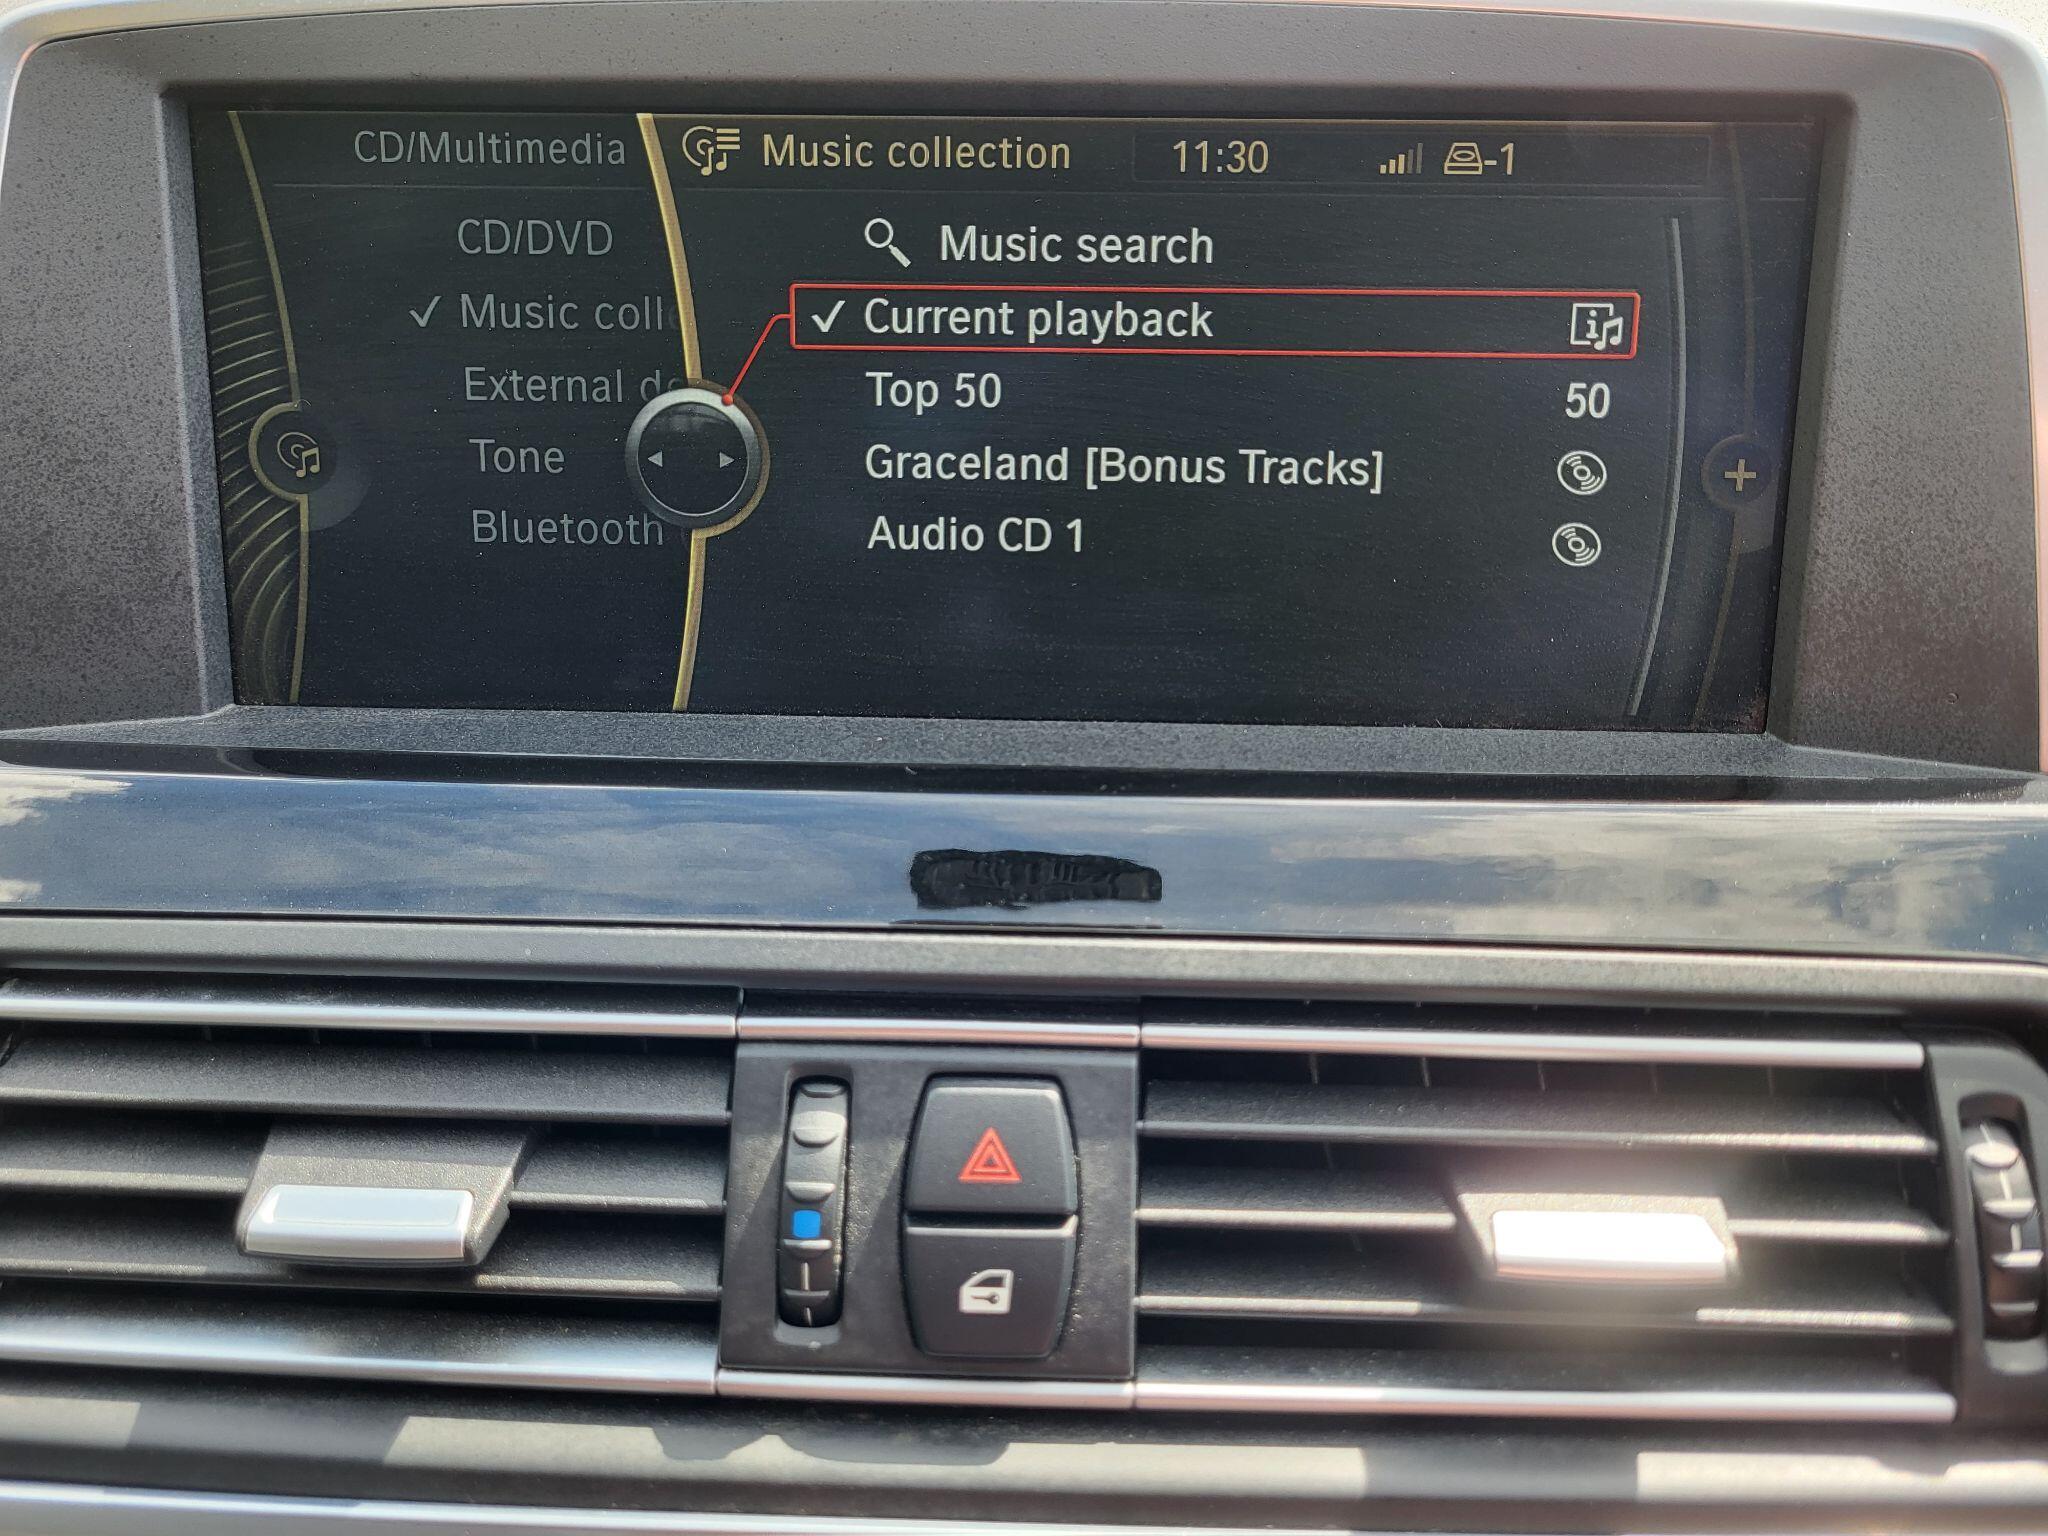 CD/Multimedia
CD/DVD
✓ Music coll
External de
Tone
Bluetooth
Music collection 11:30 -1
Music search
✓ Current playback
Top 50 50
Graceland [Bonus Tracks]
Audio CD 1